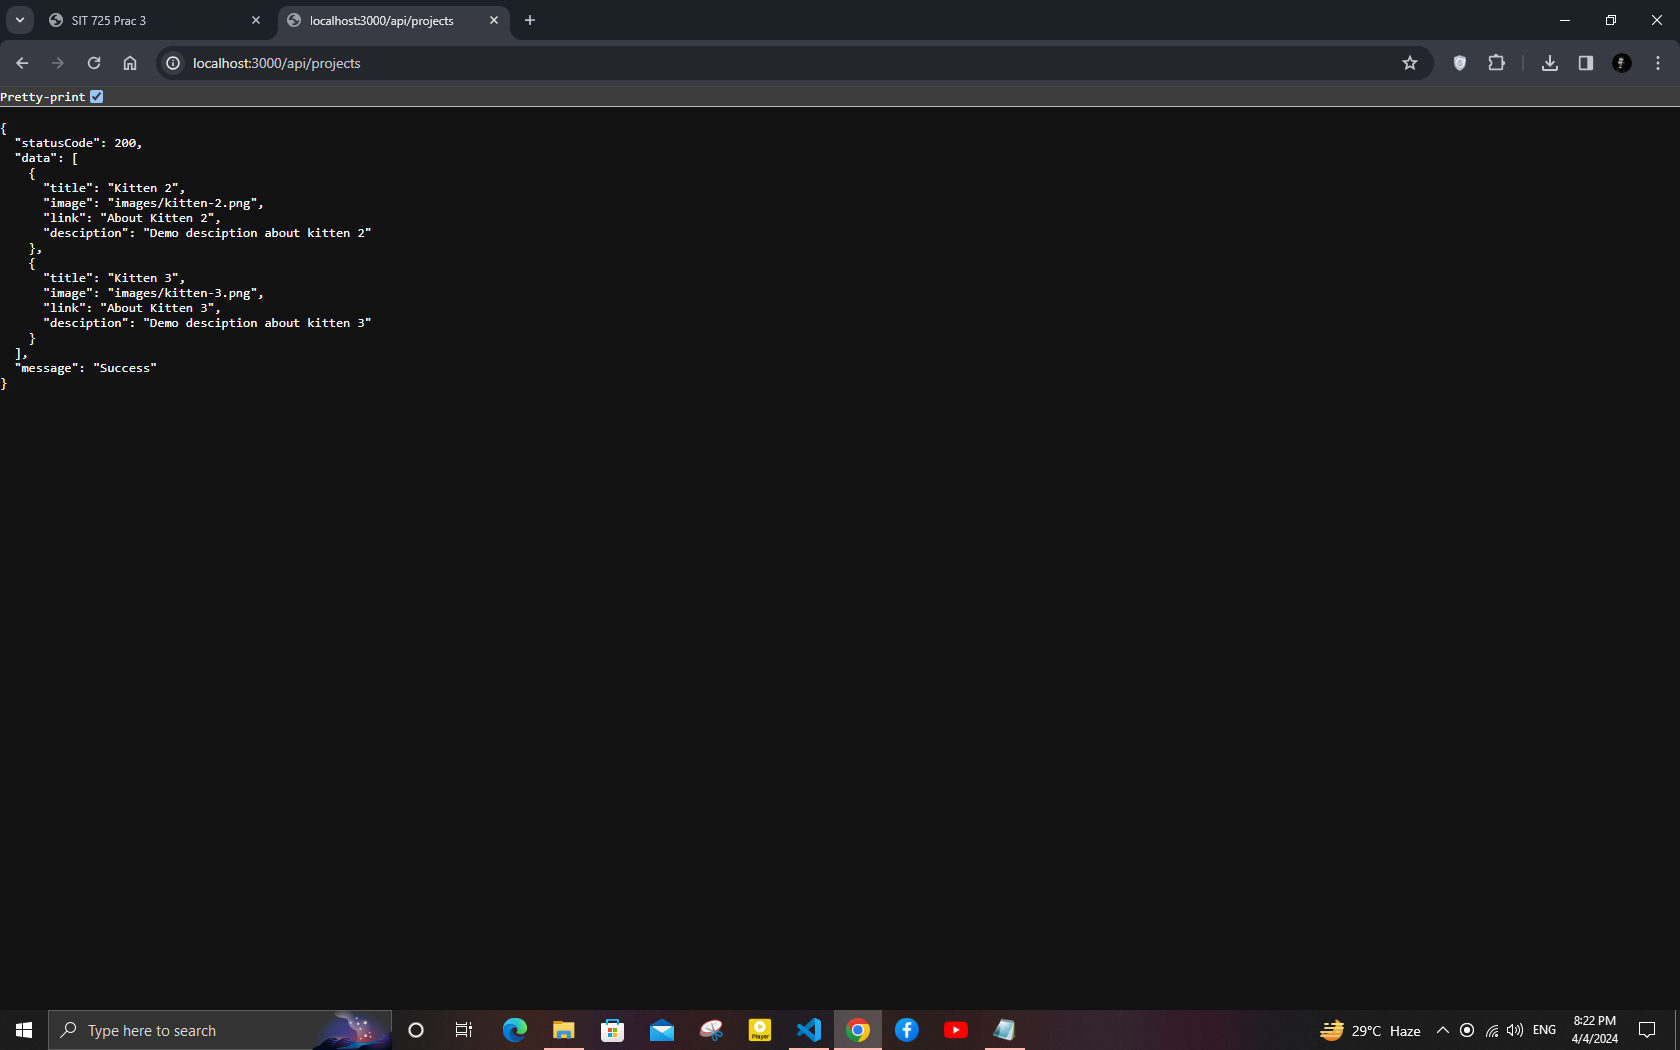 SIT 725 Prac 3
localhost:3000/api/projects
localhost:3000/api/projects
Pretty-print
{
  "statusCode": 200,
  "data": [
    {
      "title": "Kitten 2",
      "image": "images/kitten-2.png",
      "link": "About Kitten 2",
      "desciption": "Demo desciption about kitten 2"
    },
    {
      "title": "Kitten 3",
      "image": "images/kitten-3.png",
      "link": "About Kitten 3",
      "desciption": "Demo desciption about kitten 3"
    }
  ],
  "message": "Success"
}
Type here to search
Player
29°C Haze
ENG
8:22 PM
4/4/2024